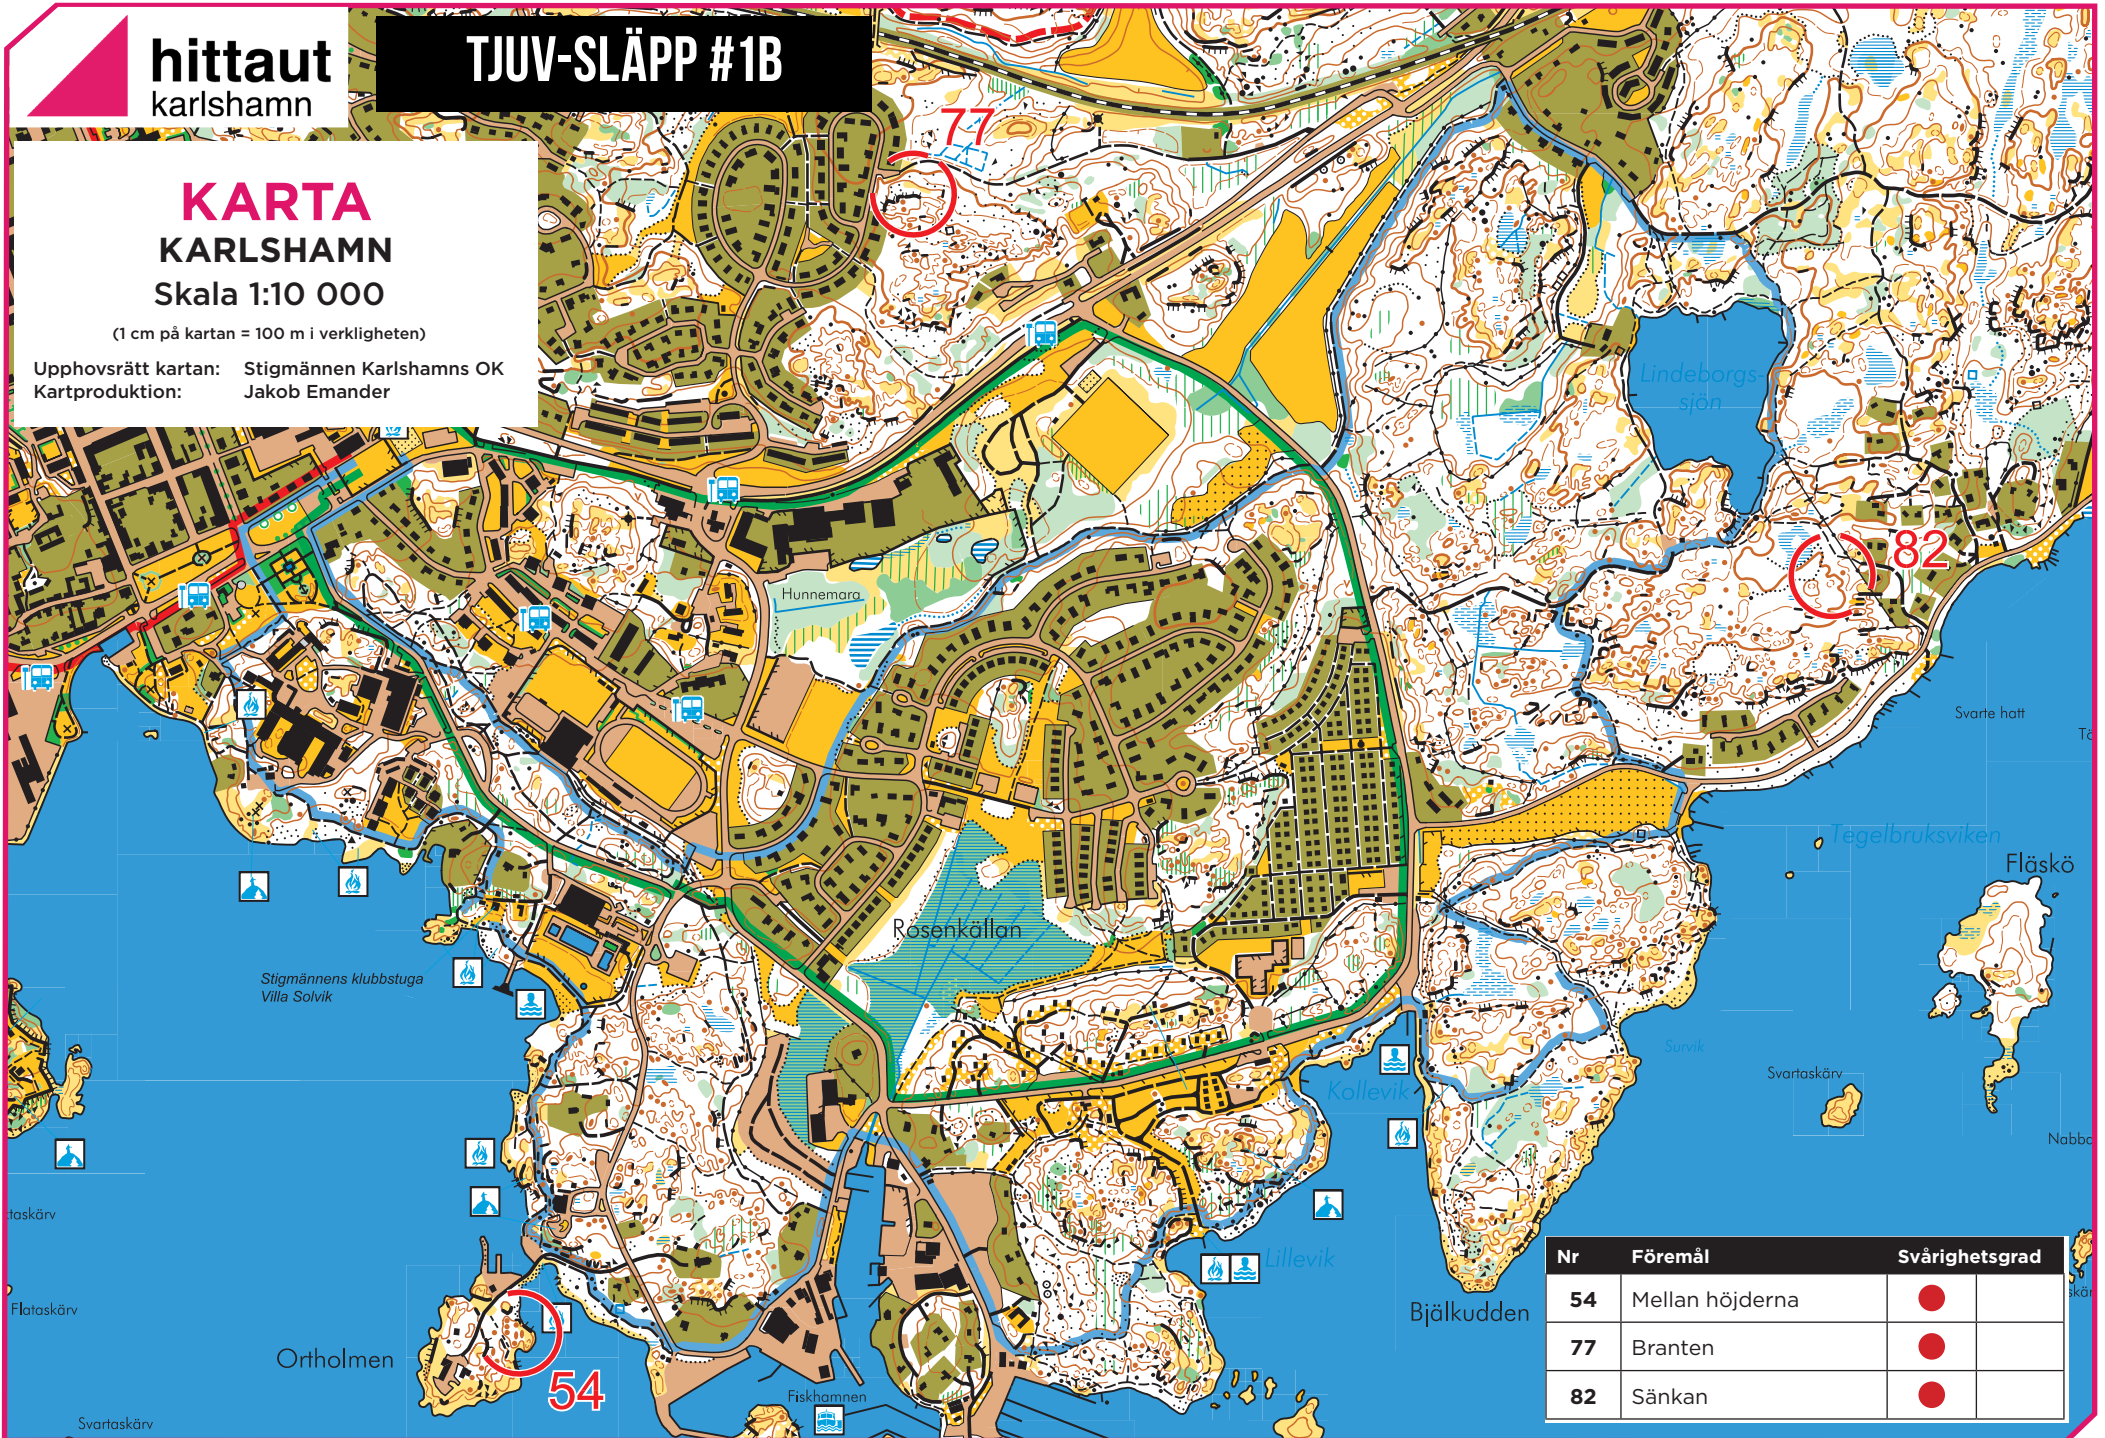 hittaut
karlshamn
TJUV-SLÄPP #1B
KARTA
KARLSHAMN
Skala 1:10 000
(1 cm på kartan = 100 m i verkligheten)
Upphovsrätt kartan: Stigmännen Karlshamns OK
Kartproduktion: Jakob Emander
77
Lindeborgs-
sjön
82
Hunnemara
Svarte hatt
Tegelbruksviken
Fläskö
Rosenkällan
Stigmännens klubbstuga
Villa Solvik
Survik
Svartaskärv
Kollevik
Nabbo
taskärv
Lillevik
Flataskärv
Bjälkudden
Ortholmen
54
Fiskhamnen
Svartaskärv
Nr Föremål Svårighetsgrad
54 Mellan höjderna
77 Branten
82 Sänkan